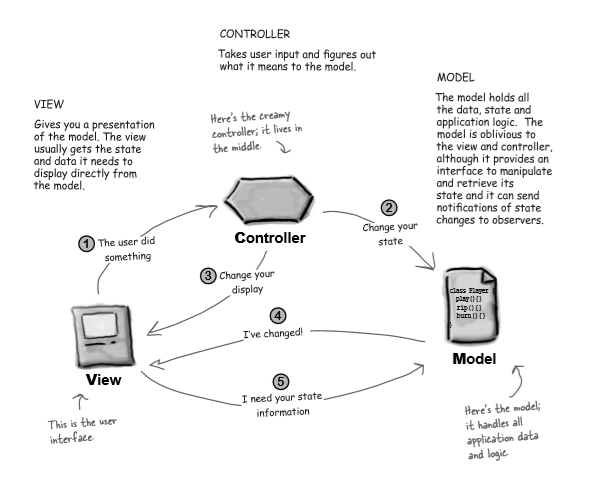 CONTROLLER
Takes user input and figures out
what it means to the model.
MODEL
The model holds all
the data, state and
application logic. The
model is oblivious to
the view and controller,
although it provides an
interface to manipulate
and retrieve its
state and it can send
notifications of state
changes to observers.
VIEW
Gives you a presentation
of the model. The view
usually gets the state
and data it needs to
display directly from
the model.
Here's the creamy
controller; it lives in
the middle.
Controller
1 The user did
something
2
Change your
state
3 Change your
display
class Player {
play(){}
rip(){}
burn(){}
}
4
I've changed!
Model
View
5
I need your state
information
This is the user
interface.
Here's the model;
it handles all
application data
and logic.